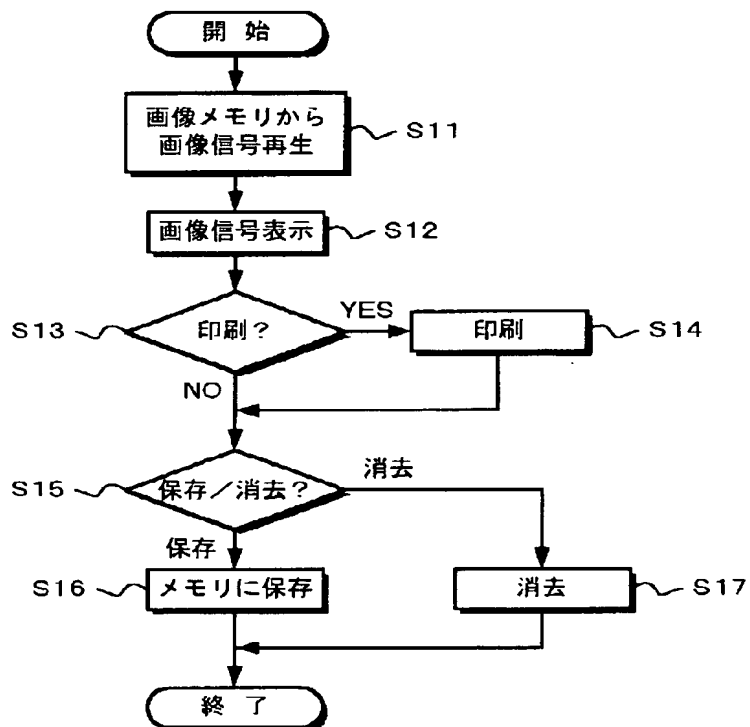 開 始
画像メモリから
画像信号再生
S11
画像信号表示
S12
S13
印刷？
YES
印刷
S14
NO
S15
保存／消去？
消去
保存
S16
メモリに保存
消去
S17
終 了